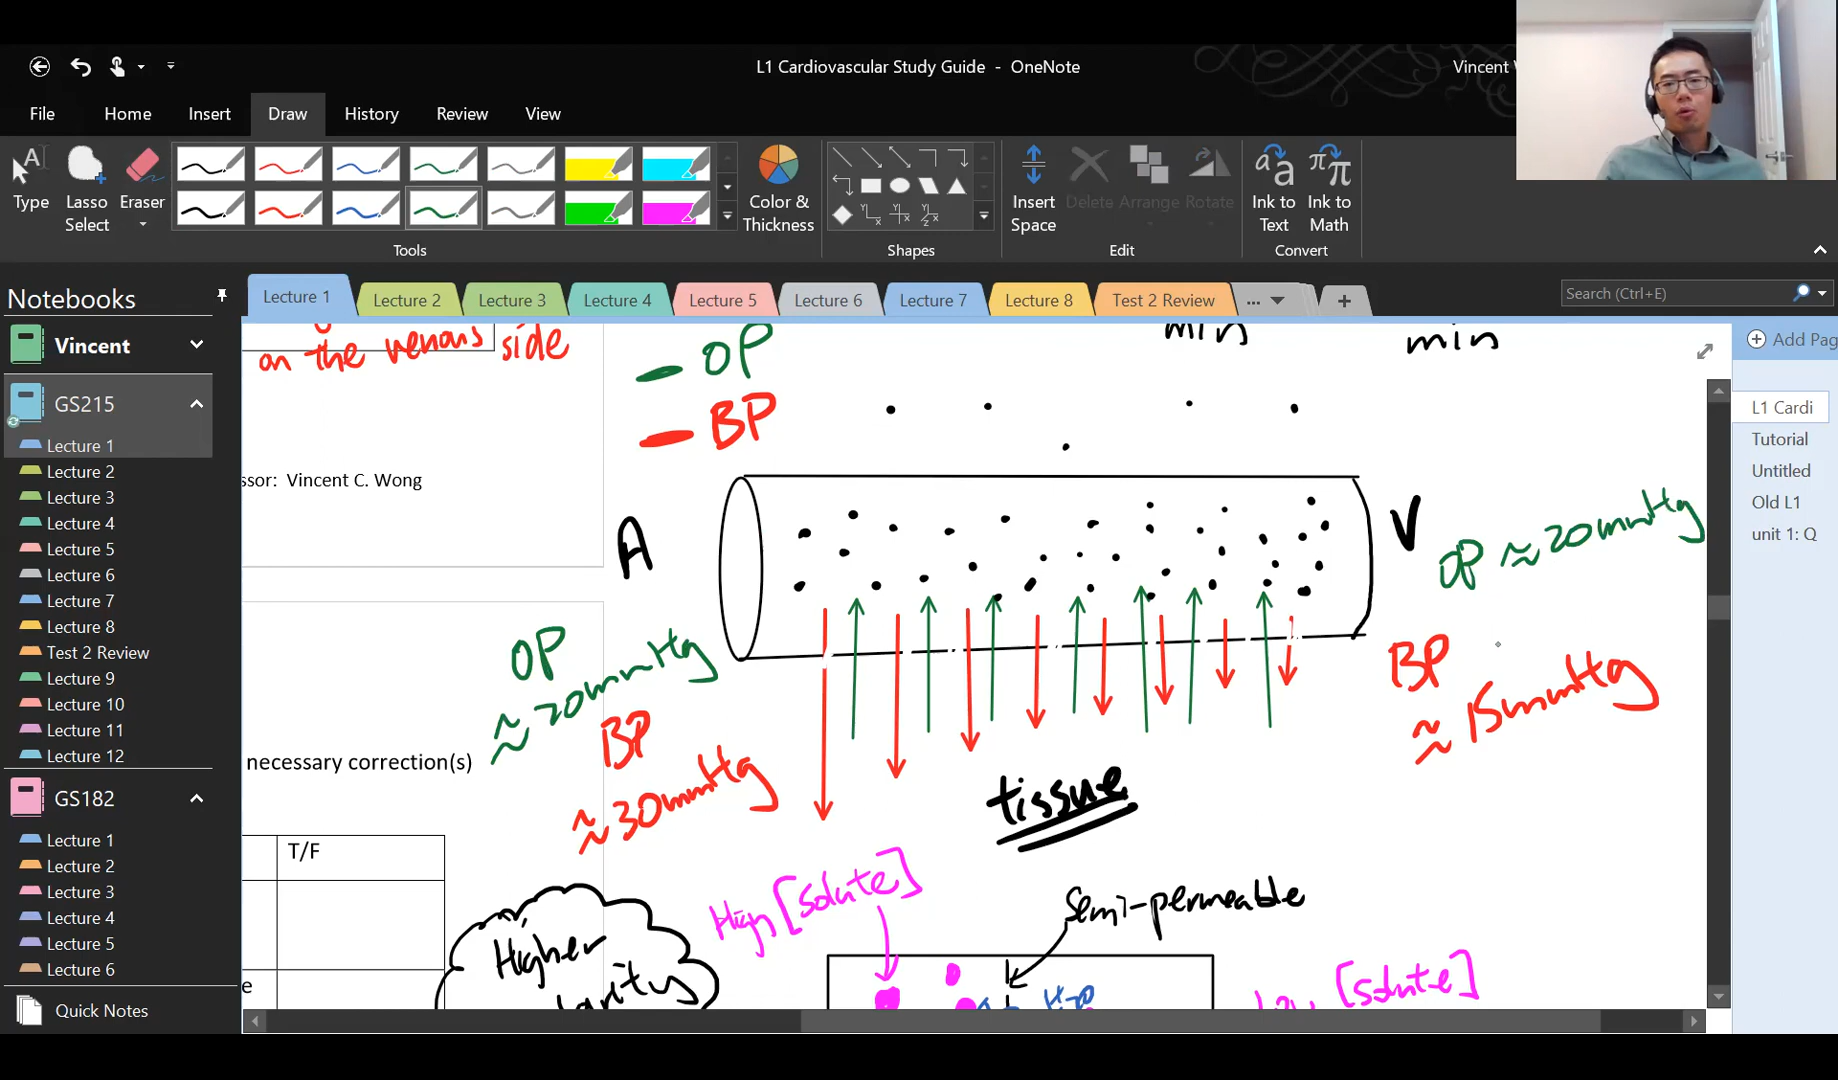 L1 Cardiovascular Study Guide - OneNote
Vincent W
File Home Insert Draw History Review View
Type
Lasso Select
Eraser
Color & Thickness
Insert Space
Delete Arrange Rotate
Ink to Text
Ink to Math
Tools Shapes Edit Convert
Notebooks
Lecture 1 Lecture 2 Lecture 3 Lecture 4 Lecture 5 Lecture 6 Lecture 7 Lecture 8 Test 2 Review ...
Search (Ctrl+E)
Vincent
GS215
Lecture 1
Lecture 2
Lecture 3
Lecture 4
Lecture 5
Lecture 6
Lecture 7
Lecture 8
Test 2 Review
Lecture 9
Lecture 10
Lecture 11
Lecture 12
GS182
Lecture 1
Lecture 2
Lecture 3
Lecture 4
Lecture 5
Lecture 6
Quick Notes
on the venous side
ssor: Vincent C. Wong
necessary correction(s)
T/F
e
OP
BP
min
min
A
V
OP ≈ 20mmHg
OP
≈ 20mmHg
BP
≈ 30mmHg
BP
≈ 15mmHg
tissue
High [Solute]
Semi-permeable
Higher
H2O
[Solute]
Add Pag
L1 Cardi
Tutorial
Untitled
Old L1
unit 1: Q